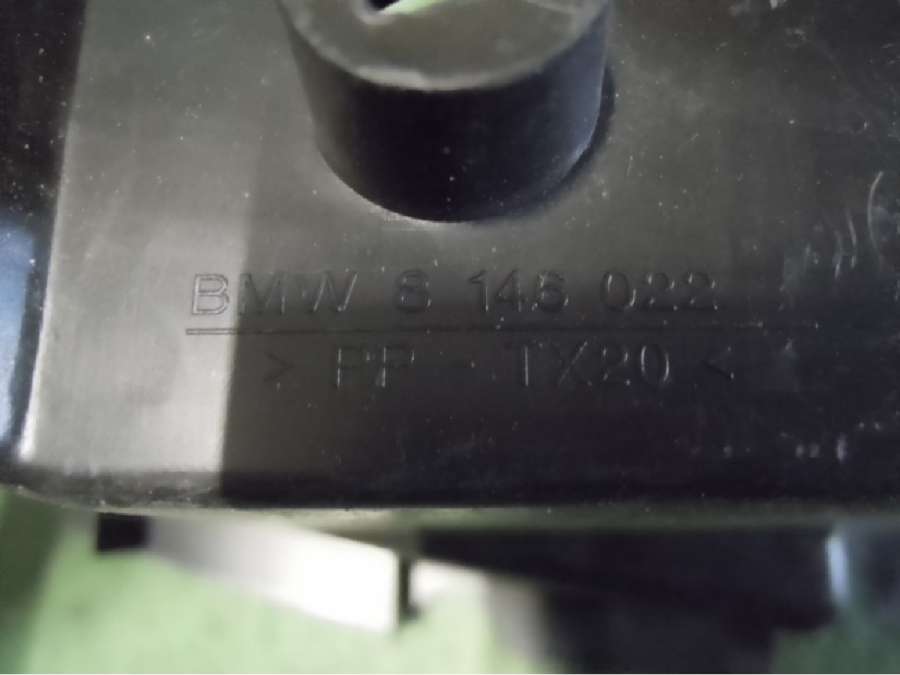 BMW 8 146 022
> PP - TX20 <